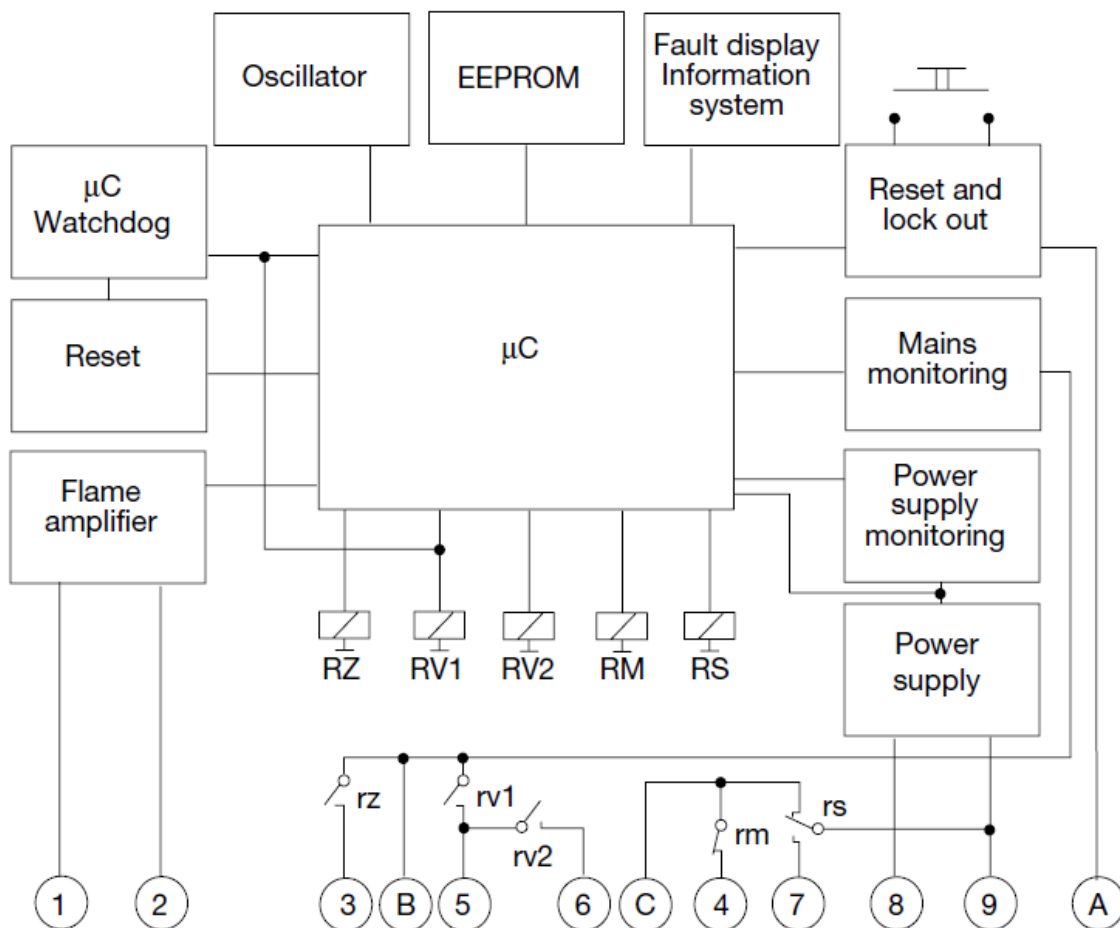 Oscillator
EEPROM
Fault display
Information
system
µC
Watchdog
Reset and
lock out
Reset
µC
Mains
monitoring
Flame
amplifier
Power
supply
monitoring
RZ
RV1
RV2
RM
RS
Power
supply
rz
rv1
rv2
rm
rs
1
2
3
B
5
6
C
4
7
8
9
A